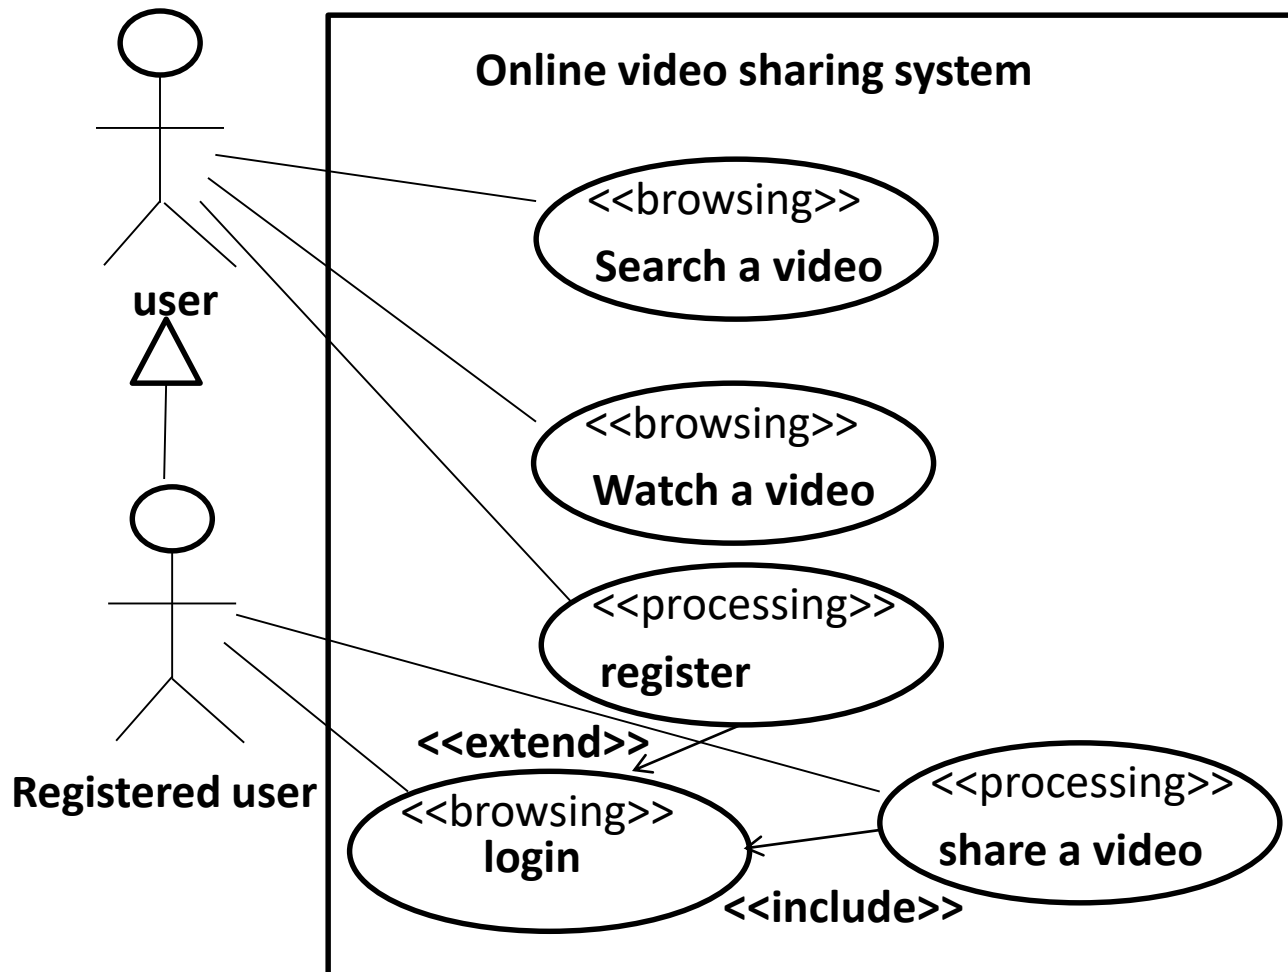 Online video sharing system
<<browsing>>
Search a video
user
<<browsing>>
Watch a video
<<processing>>
register
<<extend>>
Registered user
<<browsing>>
login
<<processing>>
share a video
<<include>>